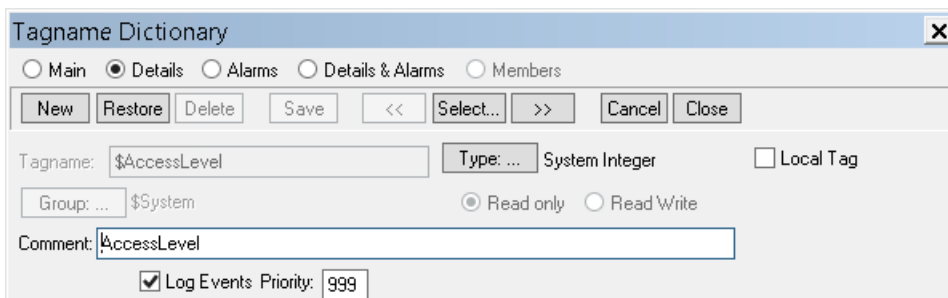 Tagname Dictionary
Main Details Alarms Details & Alarms Members
New Restore Delete Save << Select... >> Cancel Close
Tagname: $AccessLevel Type: ... System Integer Local Tag
Group: ... $System Read only Read Write
Comment: AccessLevel
Log Events Priority: 999